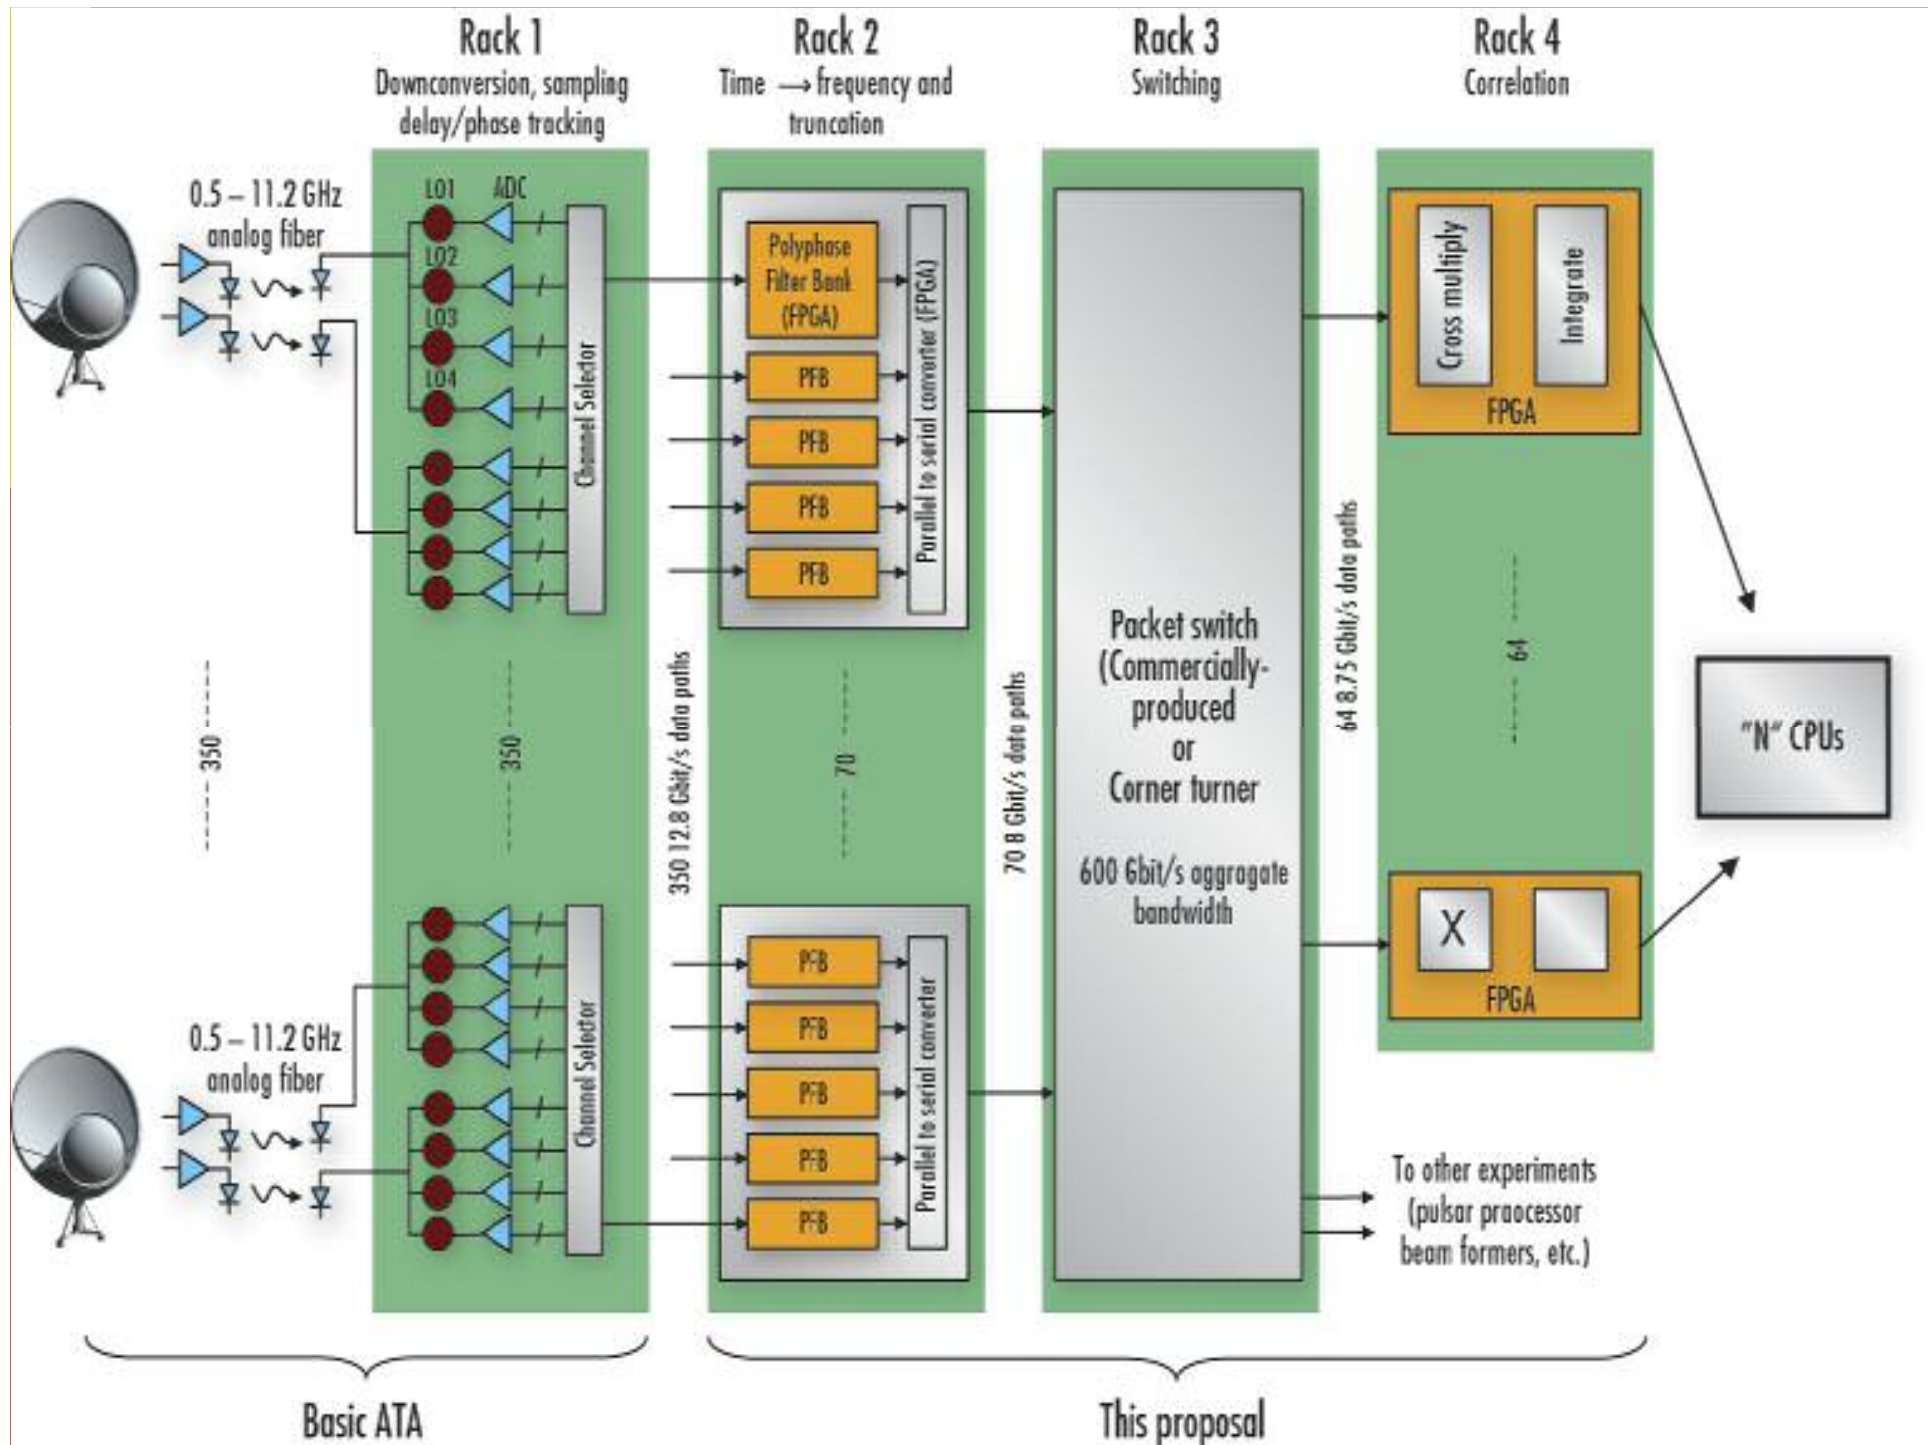 Rack 1
Downconversion, sampling
delay/phase tracking
Rack 2
Time → frequency and
truncation
Rack 3
Switching
Rack 4
Correlation
0.5 – 11.2 GHz
analog fiber
LO1
ADC
LO2
LO3
LO4
Channel Selector
Polyphase
Filter Bank
(FPGA)
PFB
PFB
PFB
PFB
Parallel to serial converter (FPGA)
Cross multiply
Integrate
FPGA
350
350
350 12.8 Gbit/s data paths
70
70 8 Gbit/s data paths
Packet switch
(Commercially-
produced
or
Corner turner
600 Gbit/s aggragate
bandwidth
64 8.75 Gbit/s data paths
64
"N" CPUs
0.5 – 11.2 GHz
analog fiber
Channel Selector
PFB
PFB
PFB
PFB
PFB
Parallel to serial converter
X
FPGA
To other experiments
(pulsar praocessor
beam formers, etc.)
Basic ATA
This proposal